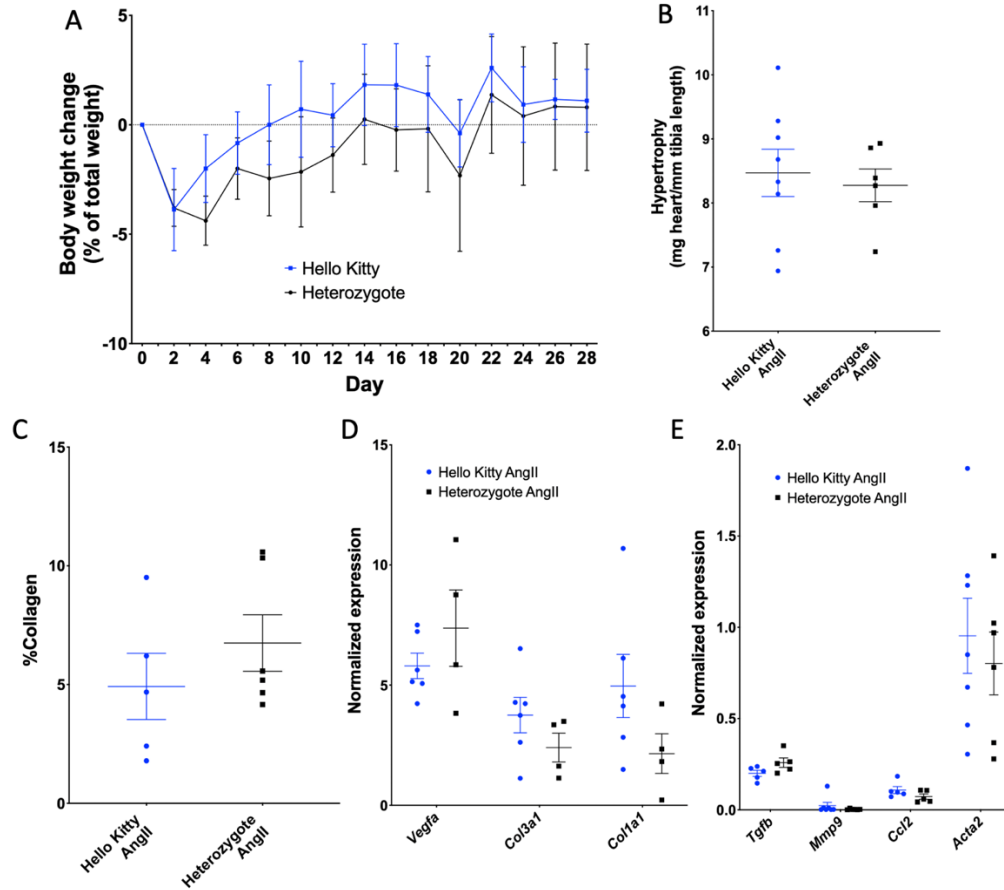 A
Body weight change
(% of total weight)
5
0
-5
-10
Hello Kitty
Heterozygote
0 2 4 6 8 10 12 14 16 18 20 22 24 26 28
Day
B
Hypertrophy
(mg heart/mm tibia length)
11
10
9
8
7
6
Hello Kitty
AngII
Heterozygote
AngII
C
%Collagen
15
10
5
0
Hello Kitty
AngII
Heterozygote
AngII
D
Normalized expression
15
10
5
0
Hello Kitty AngII
Heterozygote AngII
Vegfa
Col3a1
Col1a1
E
Normalized expression
2.0
1.5
1.0
0.5
0.0
Hello Kitty AngII
Heterozygote AngII
Tgfb
Mmp9
Ccl2
Acta2